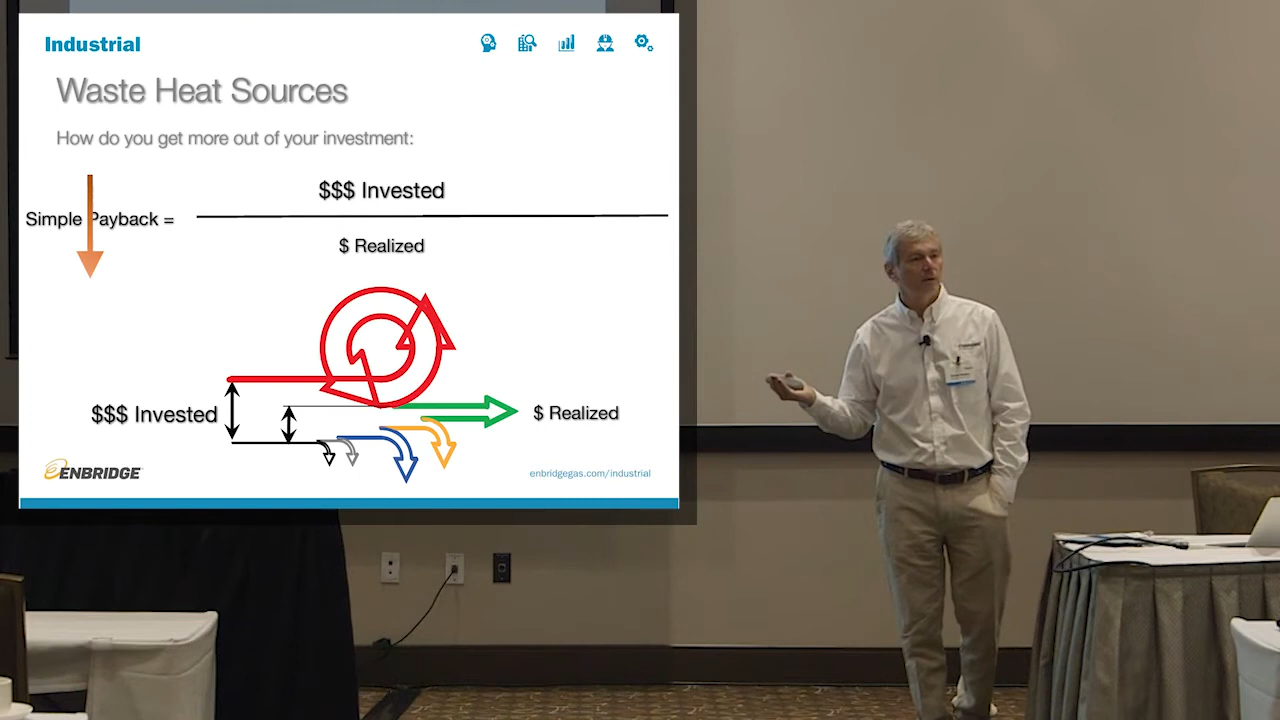 Industrial
Waste Heat Sources
How do you get more out of your investment:
$$$ Invested
Simple Payback =
$ Realized
$$$ Invested
$ Realized
ENBRIDGE
enbridgegas.com/industrial